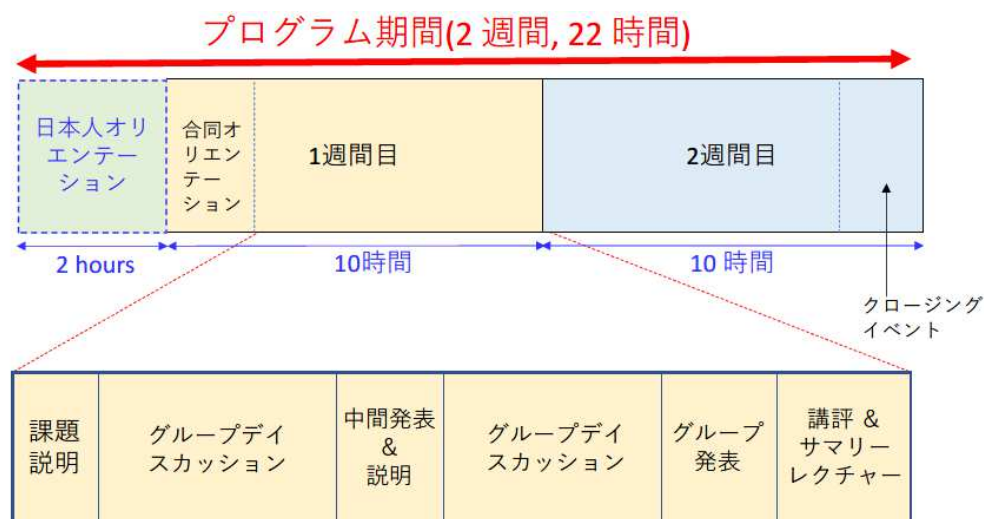 プログラム期間(2 週間, 22 時間)
日本人オリ
エンテー
ション
合同オ
リエン
テー
ション
1週間目
2週間目
2 hours
10時間
10 時間
クロージング
イベント
課題
説明
グループデイ
スカッション
中間発表
&
説明
グループデイ
スカッション
グループ
発表
講評 &
サマリー
レクチャー